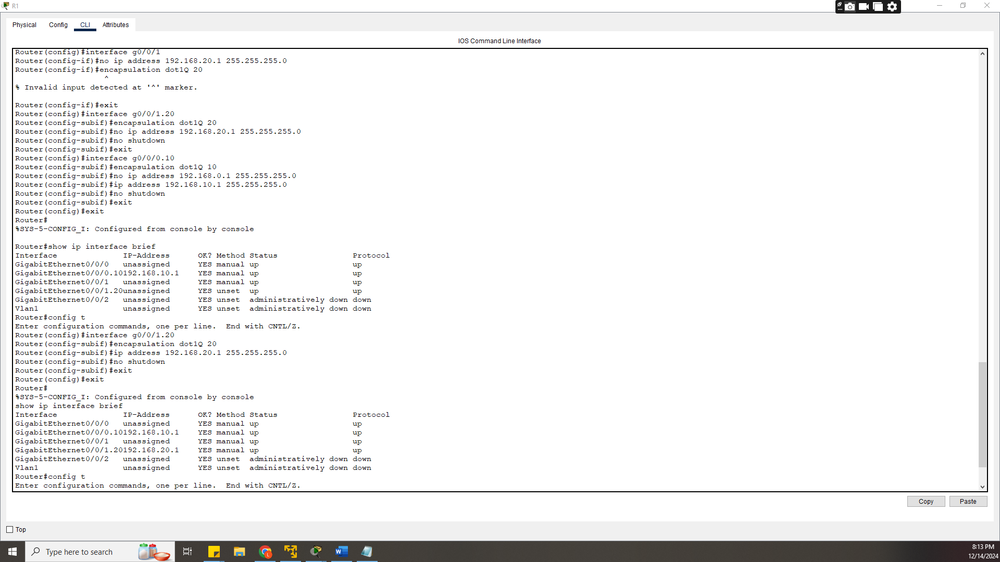 R1
Physical Config CLI Attributes
IOS Command Line Interface
Router(config)#interface g0/0/1
Router(config-if)#no ip address 192.168.20.1 255.255.255.0
Router(config-if)#encapsulation dot1Q 20
^
% Invalid input detected at '^' marker.
Router(config-if)#exit
Router(config)#interface g0/0/1.20
Router(config-subif)#encapsulation dot1Q 20
Router(config-subif)#no ip address 192.168.20.1 255.255.255.0
Router(config-subif)#no shutdown
Router(config-subif)#exit
Router(config)#interface g0/0/0.10
Router(config-subif)#encapsulation dot1Q 10
Router(config-subif)#no ip address 192.168.0.1 255.255.255.0
Router(config-subif)#ip address 192.168.10.1 255.255.255.0
Router(config-subif)#no shutdown
Router(config-subif)#exit
Router(config)#exit
Router#
%SYS-5-CONFIG_I: Configured from console by console
Router#show ip interface brief
Interface IP-Address OK? Method Status Protocol
GigabitEthernet0/0/0 unassigned YES manual up up
GigabitEthernet0/0/0.10192.168.10.1 YES manual up up
GigabitEthernet0/0/1 unassigned YES manual up up
GigabitEthernet0/0/1.20unassigned YES unset up up
GigabitEthernet0/0/2 unassigned YES unset administratively down down
Vlan1 unassigned YES unset administratively down down
Router#config t
Enter configuration commands, one per line. End with CNTL/Z.
Router(config)#interface g0/0/1.20
Router(config-subif)#encapsulation dot1Q 20
Router(config-subif)#ip address 192.168.20.1 255.255.255.0
Router(config-subif)#no shutdown
Router(config-subif)#exit
Router(config)#exit
Router#
%SYS-5-CONFIG_I: Configured from console by console
show ip interface brief
Interface IP-Address OK? Method Status Protocol
GigabitEthernet0/0/0 unassigned YES manual up up
GigabitEthernet0/0/0.10192.168.10.1 YES manual up up
GigabitEthernet0/0/1 unassigned YES manual up up
GigabitEthernet0/0/1.20192.168.20.1 YES manual up up
GigabitEthernet0/0/2 unassigned YES unset administratively down down
Vlan1 unassigned YES unset administratively down down
Router#config t
Enter configuration commands, one per line. End with CNTL/Z.
Copy Paste
Top
Type here to search
8:13 PM
12/14/2024